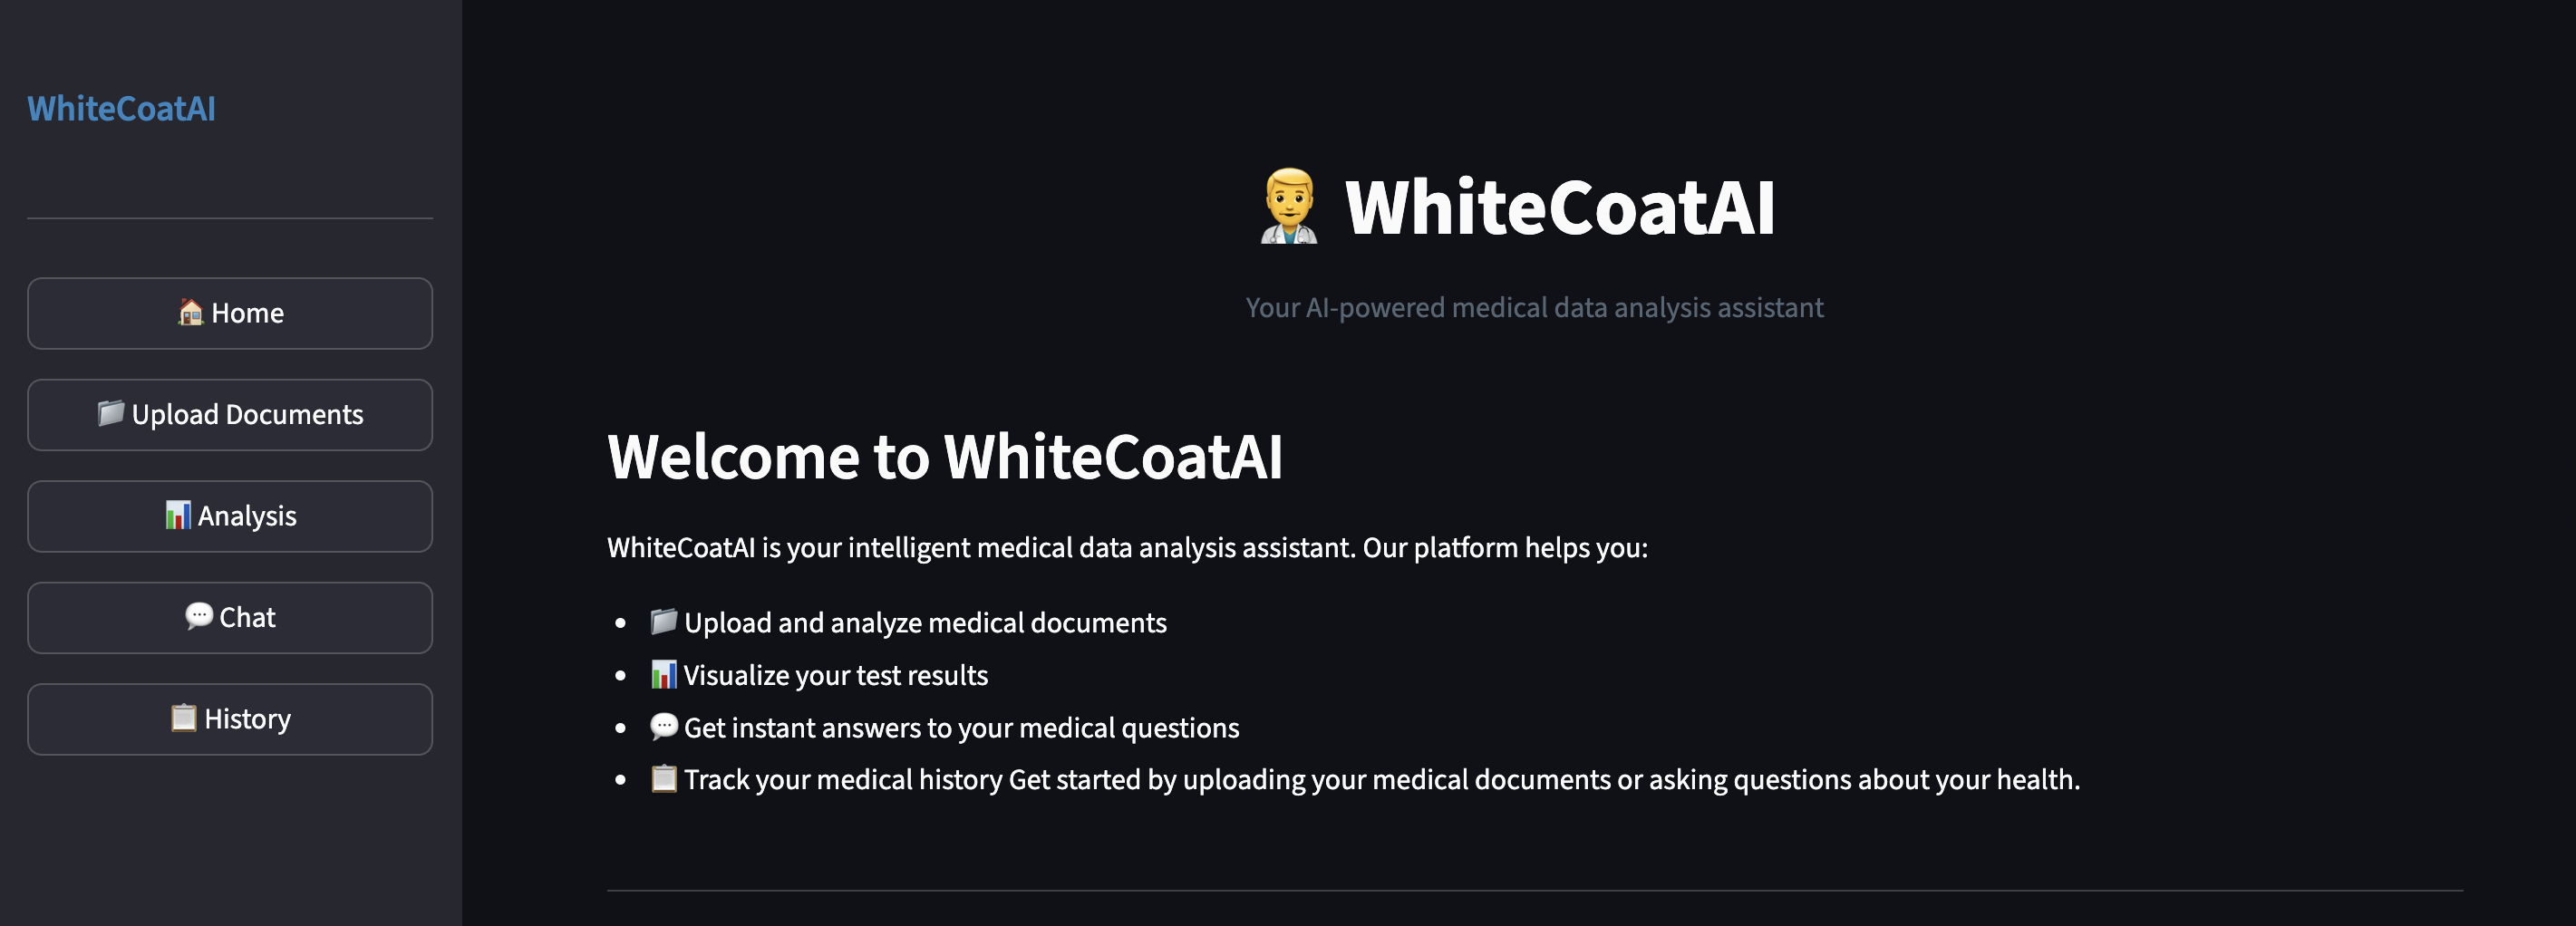 WhiteCoatAI
🏠 Home
📁 Upload Documents
📊 Analysis
💬 Chat
📋 History
👨‍⚕️ WhiteCoatAI
Your AI-powered medical data analysis assistant
Welcome to WhiteCoatAI
WhiteCoatAI is your intelligent medical data analysis assistant. Our platform helps you:
• 📁 Upload and analyze medical documents
• 📊 Visualize your test results
• 💬 Get instant answers to your medical questions
• 📋 Track your medical history Get started by uploading your medical documents or asking questions about your health.